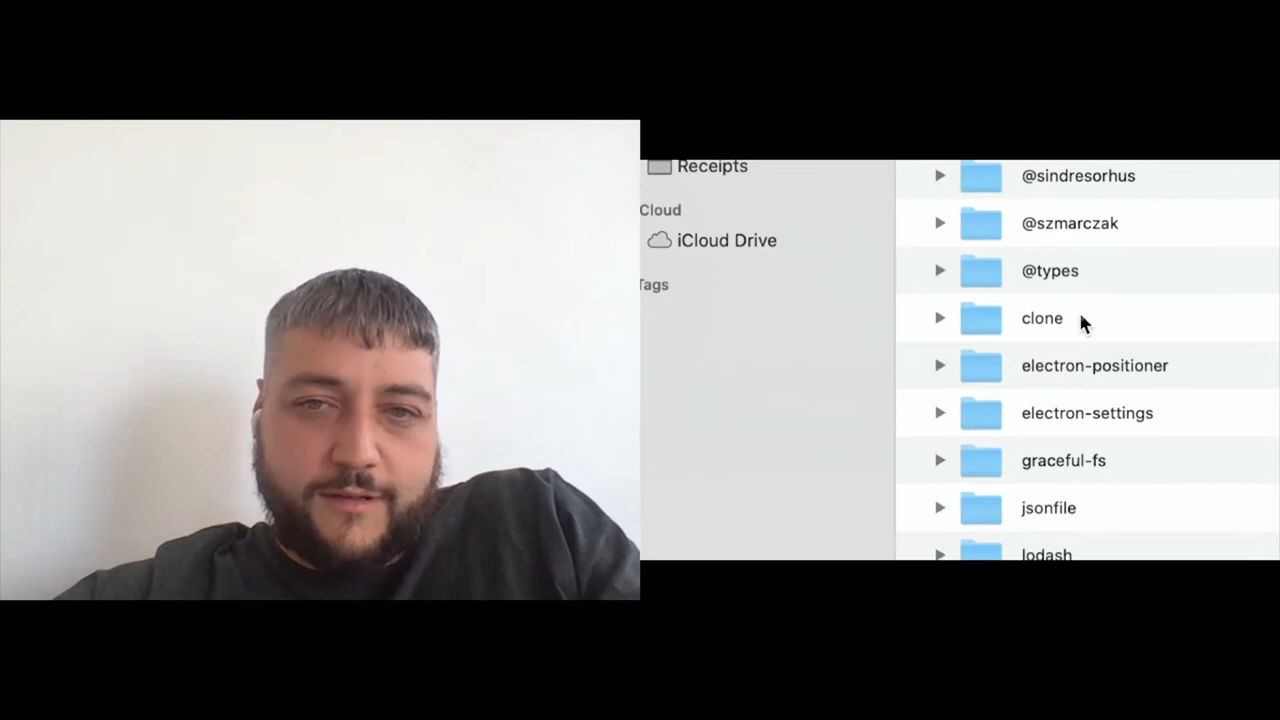 Receipts
Cloud
iCloud Drive
Tags
@sindresorhus
@szmarczak
@types
clone
electron-positioner
electron-settings
graceful-fs
jsonfile
lodash